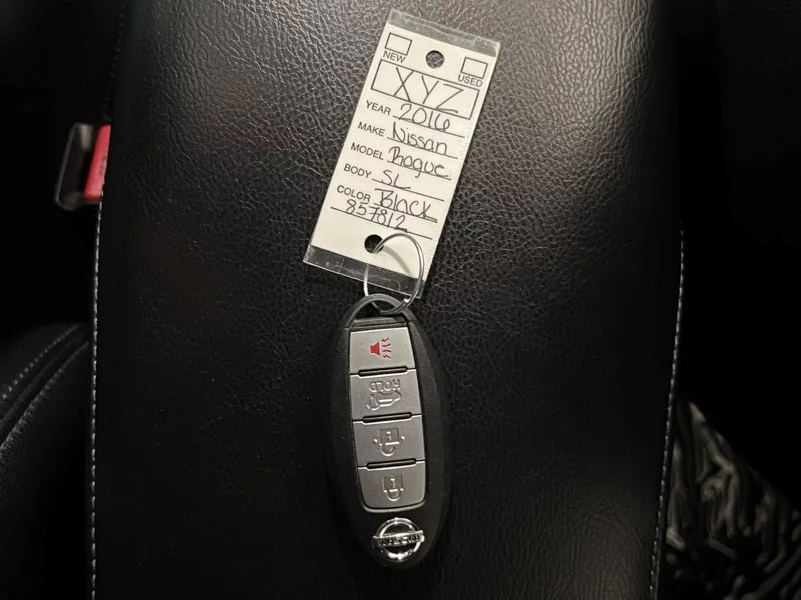 NEW USED
XYZ
YEAR 2016
MAKE Nissan
MODEL Rogue
BODY SL
COLOR Black
857812
HOLD
NISSAN